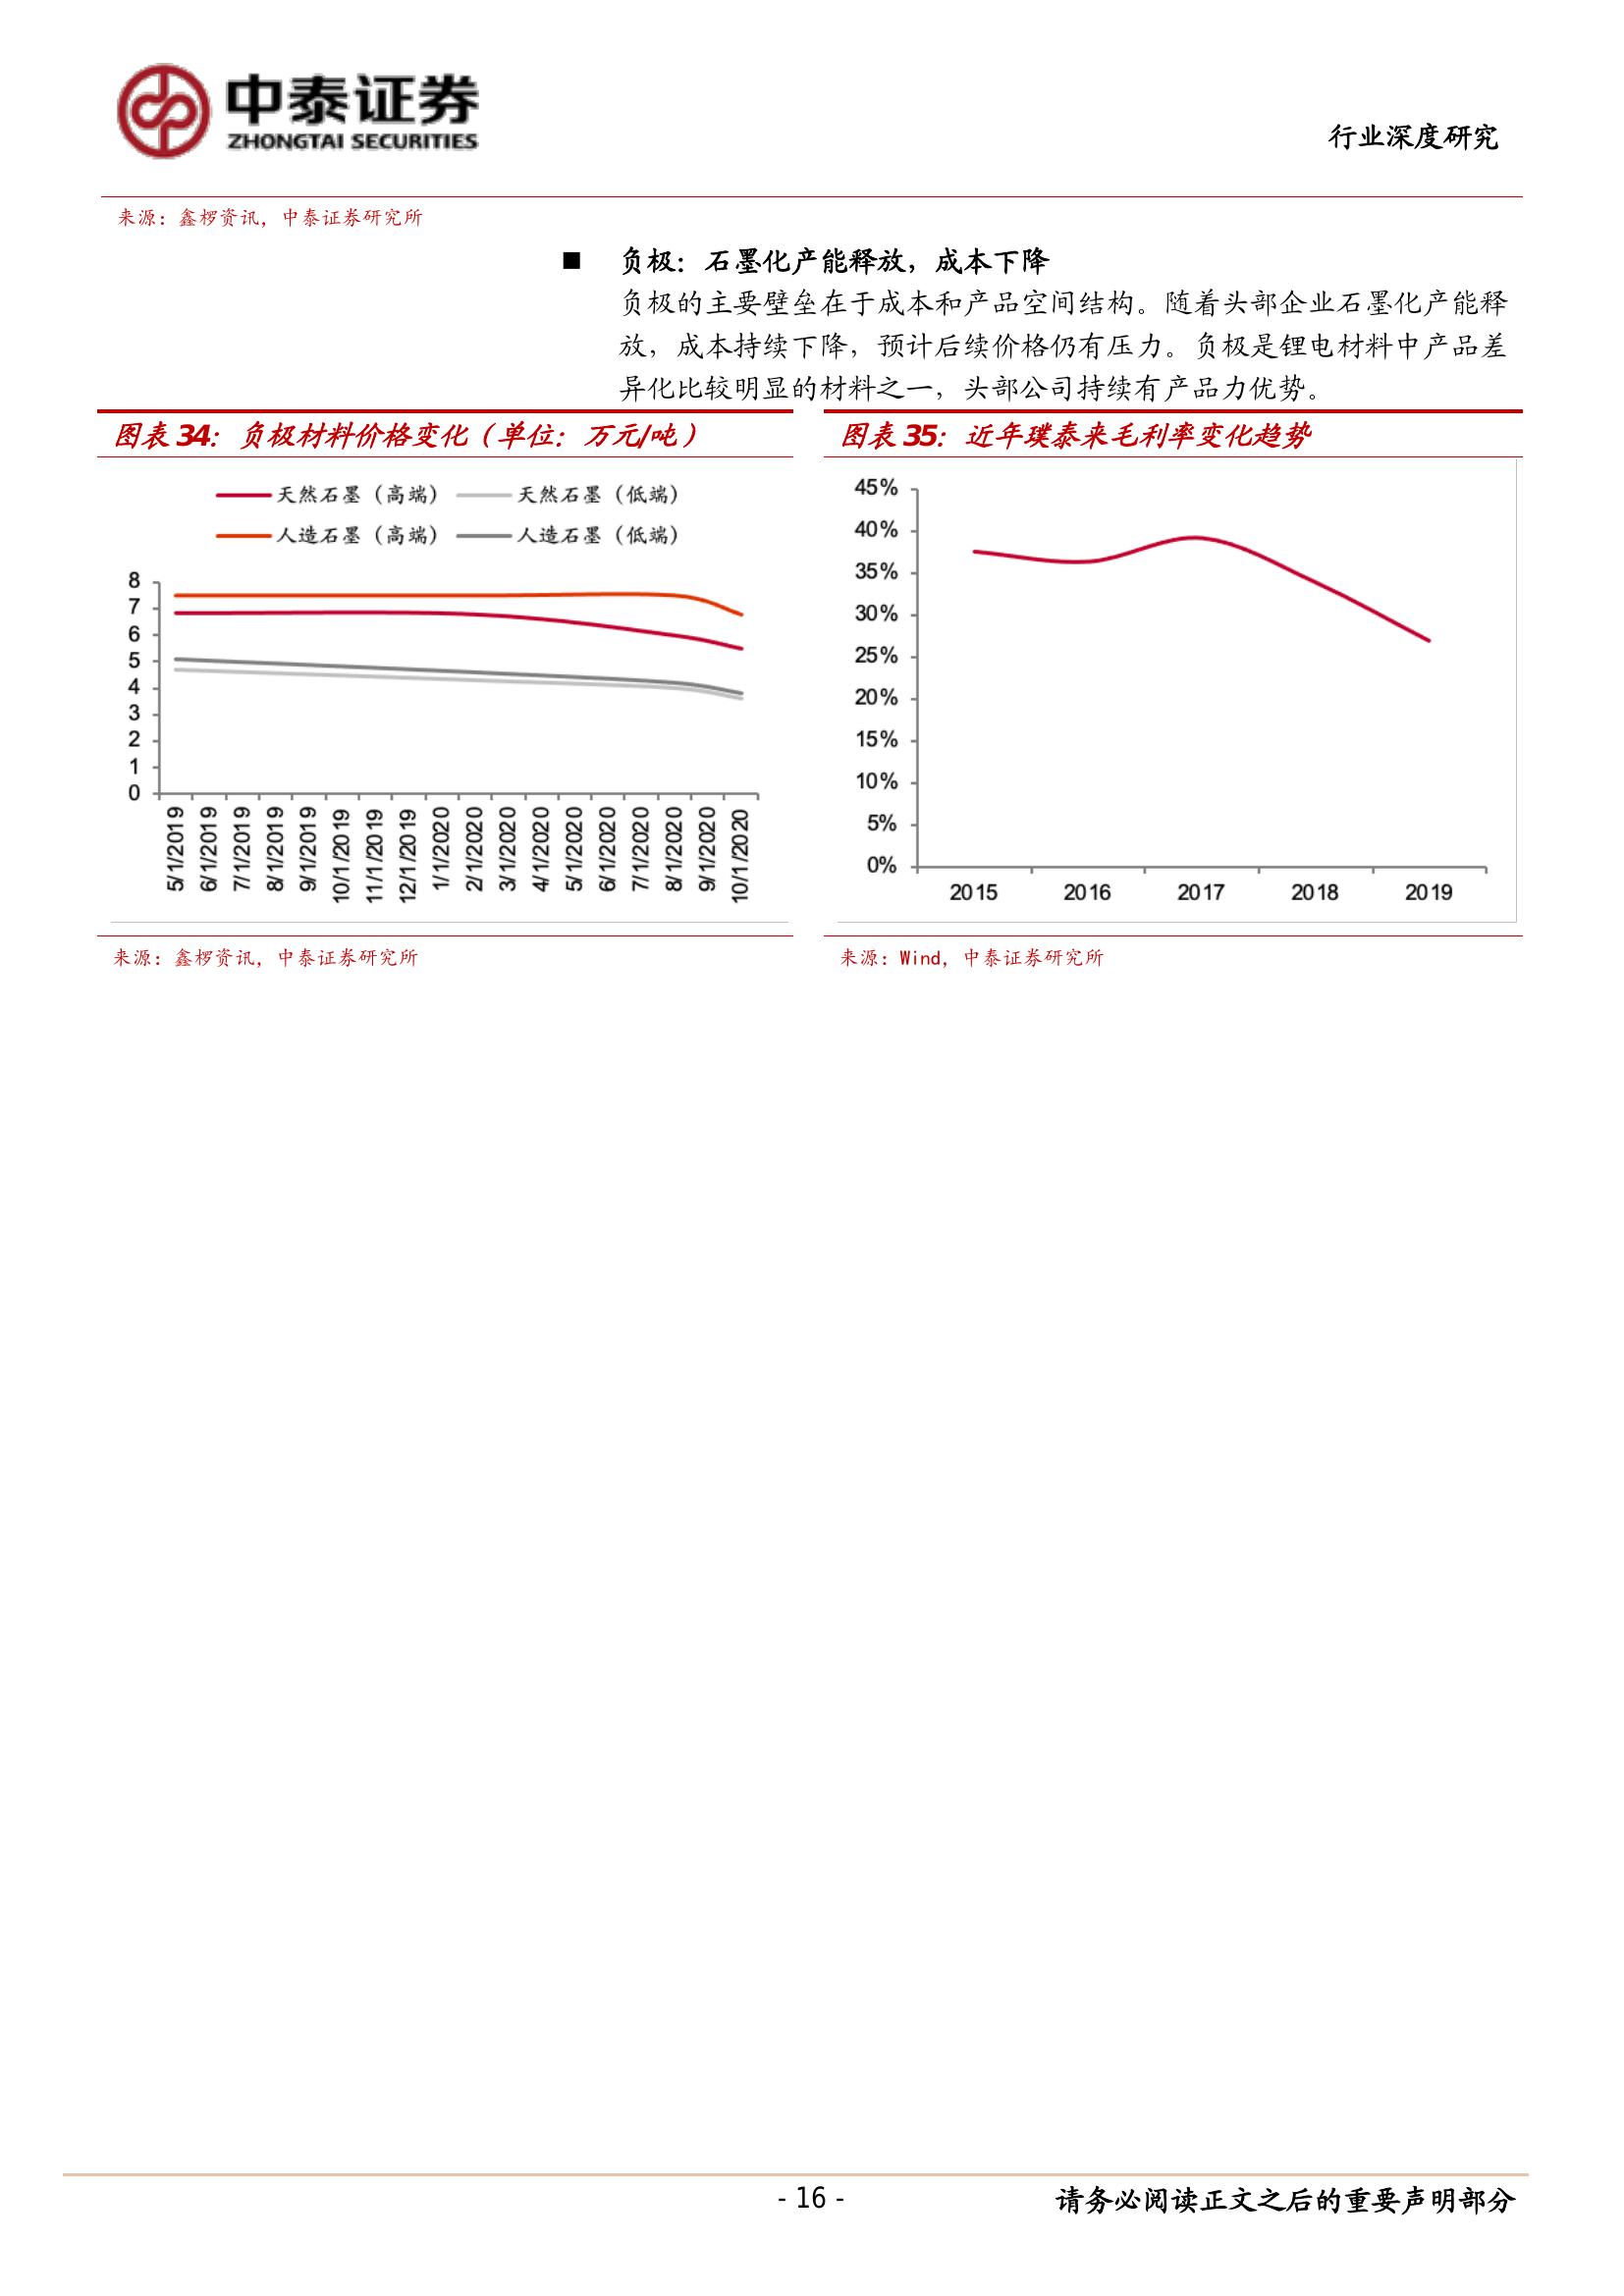 中泰证券
ZHONGTAI SECURITIES
行业深度研究
来源：鑫椤资讯，中泰证券研究所
■ 负极：石墨化产能释放，成本下降
负极的主要壁垒在于成本和产品空间结构。随着头部企业石墨化产能释
放，成本持续下降，预计后续价格仍有压力。负极是锂电材料中产品差
异化比较明显的材料之一，头部公司持续有产品力优势。
图表 34：负极材料价格变化（单位：万元/吨）
天然石墨（高端） 天然石墨（低端）
人造石墨（高端） 人造石墨（低端）
8
7
6
5
4
3
2
1
0
5/1/2019
6/1/2019
7/1/2019
8/1/2019
9/1/2019
10/1/2019
11/1/2019
12/1/2019
1/1/2020
2/1/2020
3/1/2020
4/1/2020
5/1/2020
6/1/2020
7/1/2020
8/1/2020
9/1/2020
10/1/2020
来源：鑫椤资讯，中泰证券研究所
图表 35：近年璞泰来毛利率变化趋势
45%
40%
35%
30%
25%
20%
15%
10%
5%
0%
2015 2016 2017 2018 2019
来源：Wind，中泰证券研究所
- 16 -
请务必阅读正文之后的重要声明部分